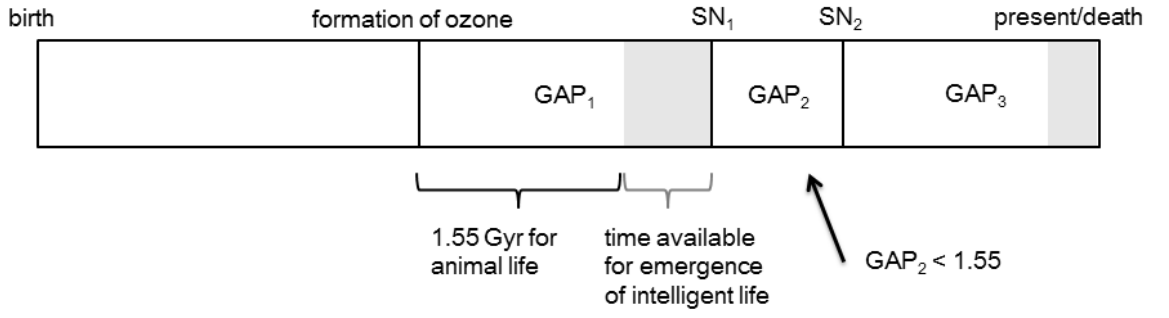 birth
formation of ozone
SN₁
SN₂
present/death
GAP₁
GAP₂
GAP₃
1.55 Gyr for
animal life
time available
for emergence
of intelligent life
GAP₂ < 1.55